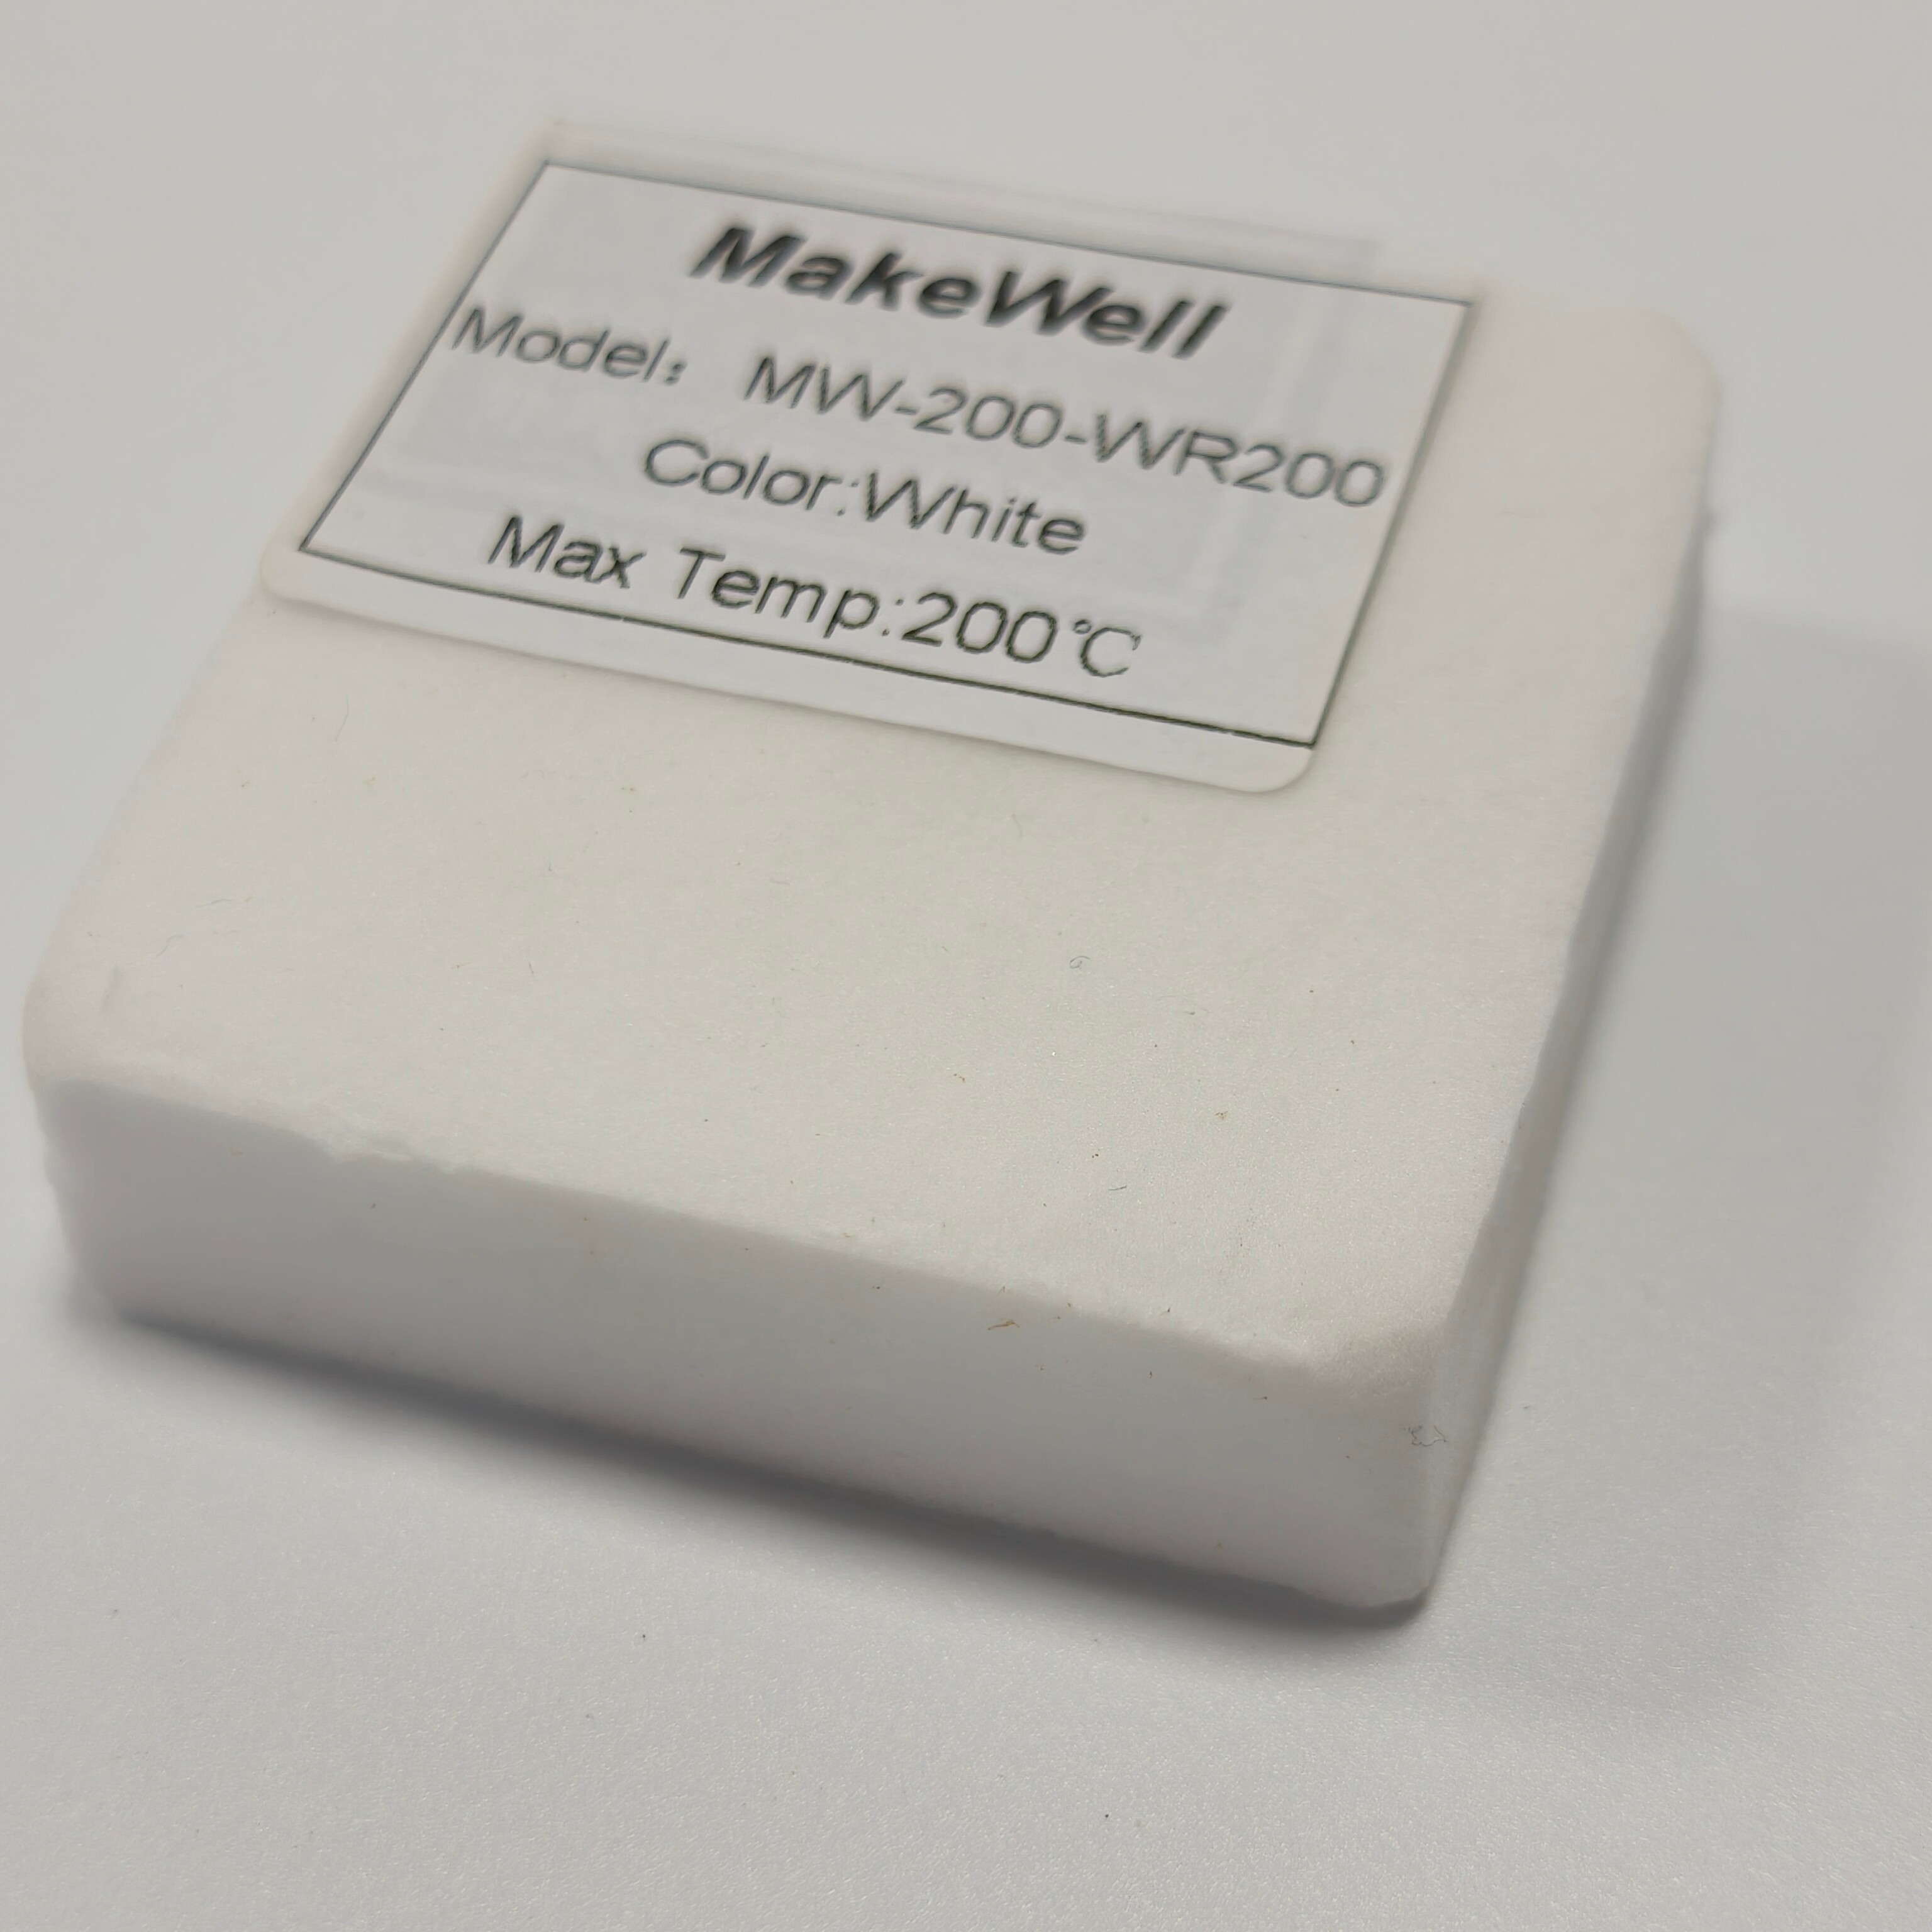 MakeWell
Model： MW-200-WR200
Color:White
Max Temp:200℃